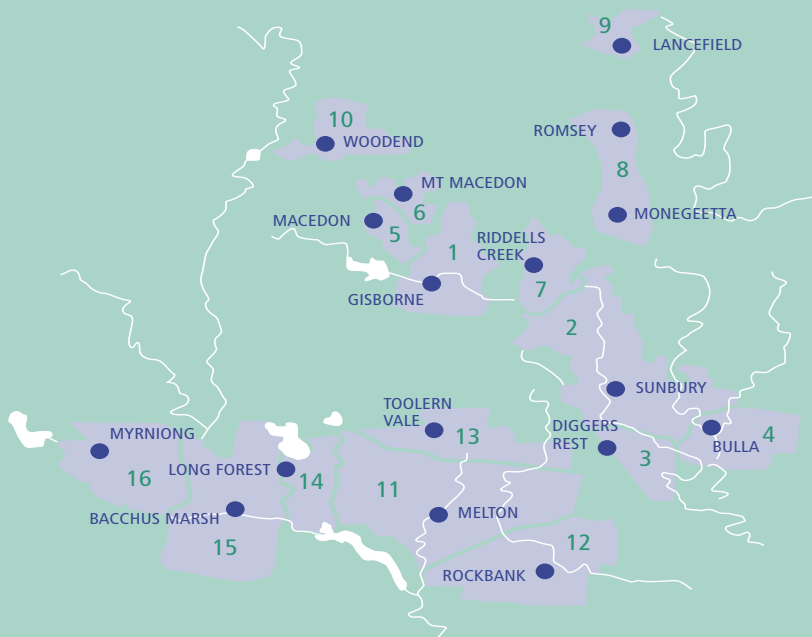 9
LANCEFIELD
10
WOODEND
ROMSEY
8
MT MACEDON
6
MACEDON
5
MONEGEETTA
1
RIDDELLS
CREEK
7
GISBORNE
2
SUNBURY
TOOLERN
VALE
13
DIGGERS
REST
3
BULLA
4
MYRNIONG
16
LONG FOREST
14
11
MELTON
BACCHUS MARSH
15
12
ROCKBANK